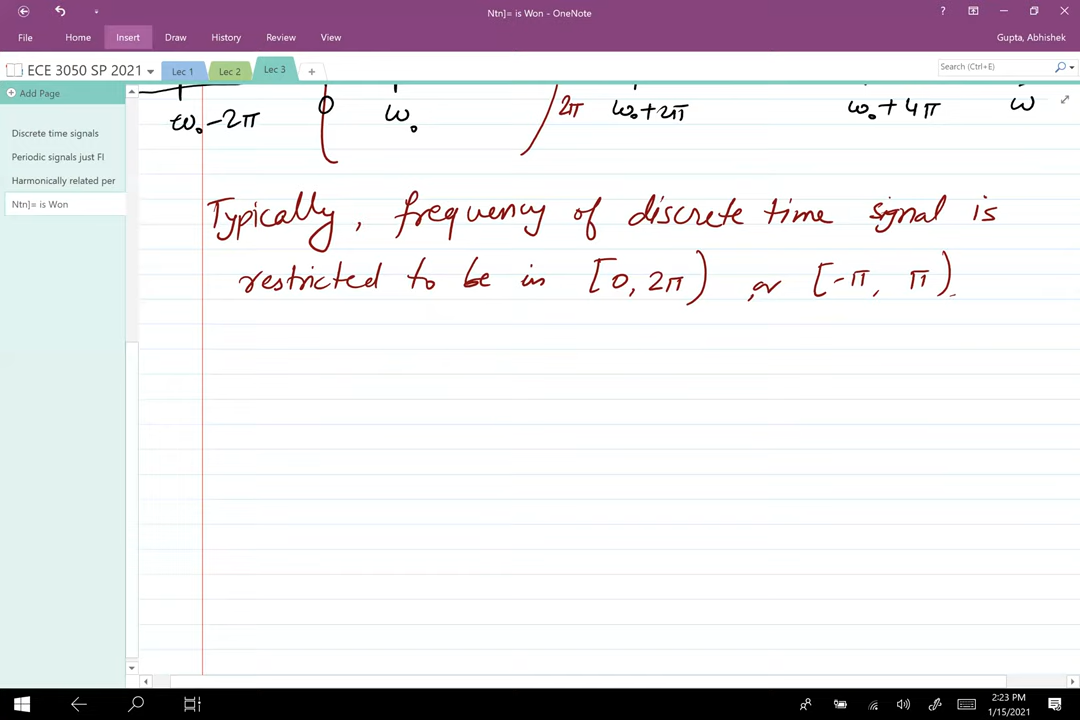 Ntn]= is Won - OneNote
File Home Insert Draw History Review View
Gupta, Abhishek
ECE 3050 SP 2021
Lec 1
Lec 2
Lec 3
Search (Ctrl+E)
Add Page
Discrete time signals
Periodic signals just FI
Harmonically related per
Ntn]= is Won
ω₀-2π 0 ω₀ 2π ω₀+2π ω₀+4π ω
Typically, frequency of discrete time signal is
restricted to be in [0, 2π) or [-π, π).
2:23 PM
1/15/2021